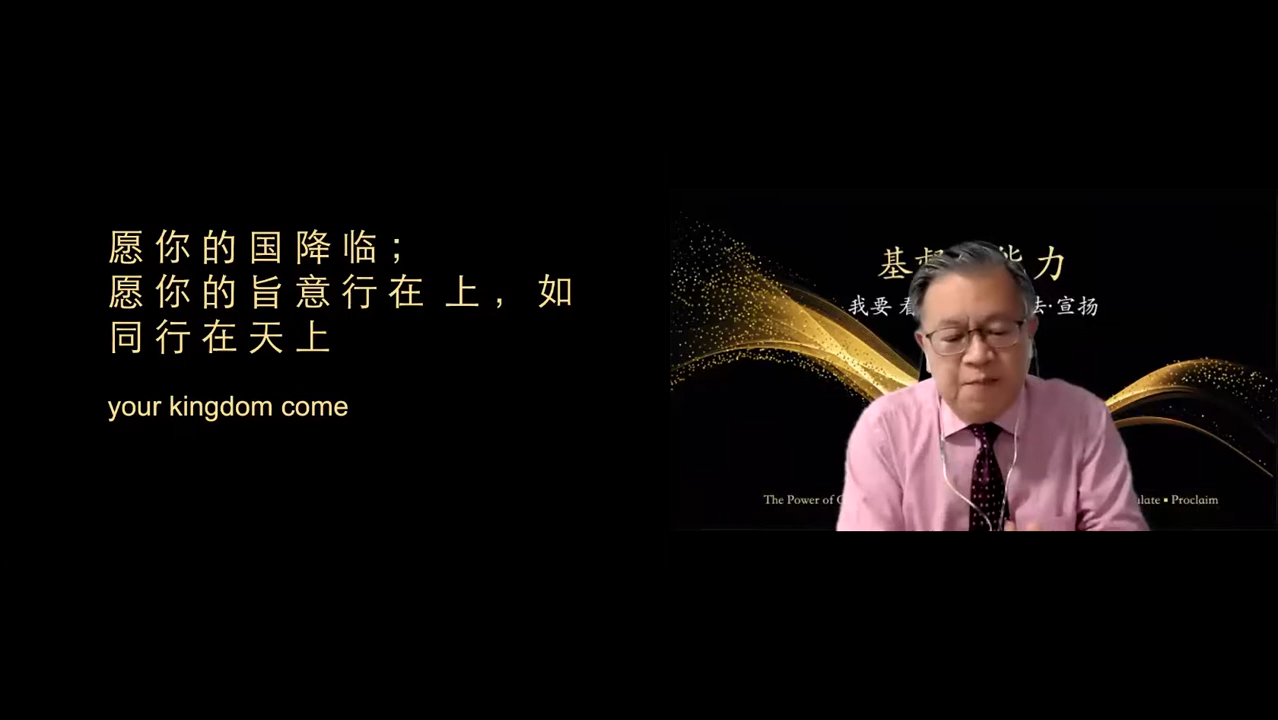 愿你的国降临；
愿你的旨意行在 上，如
同行在天上
your kingdom come
基 力
我要 去·宣扬
The Power of
▪ Proclaim